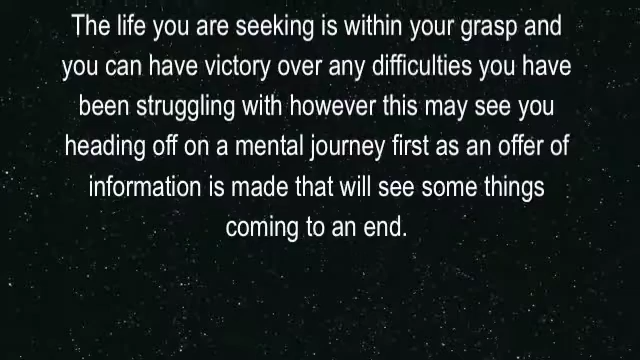 The life you are seeking is within your grasp and
you can have victory over any difficulties you have
been struggling with however this may see you
heading off on a mental journey first as an offer of
information is made that will see some things
coming to an end.